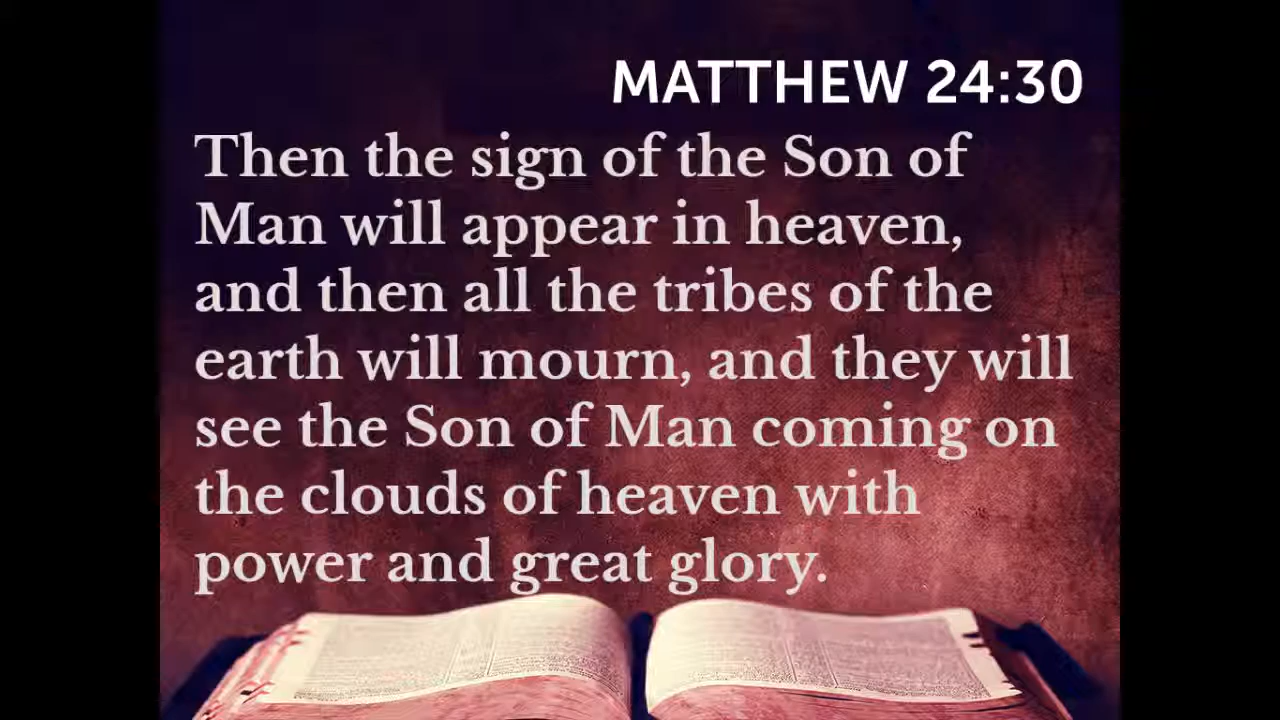 MATTHEW 24:30
Then the sign of the Son of
Man will appear in heaven,
and then all the tribes of the
earth will mourn, and they will
see the Son of Man coming on
the clouds of heaven with
power and great glory.